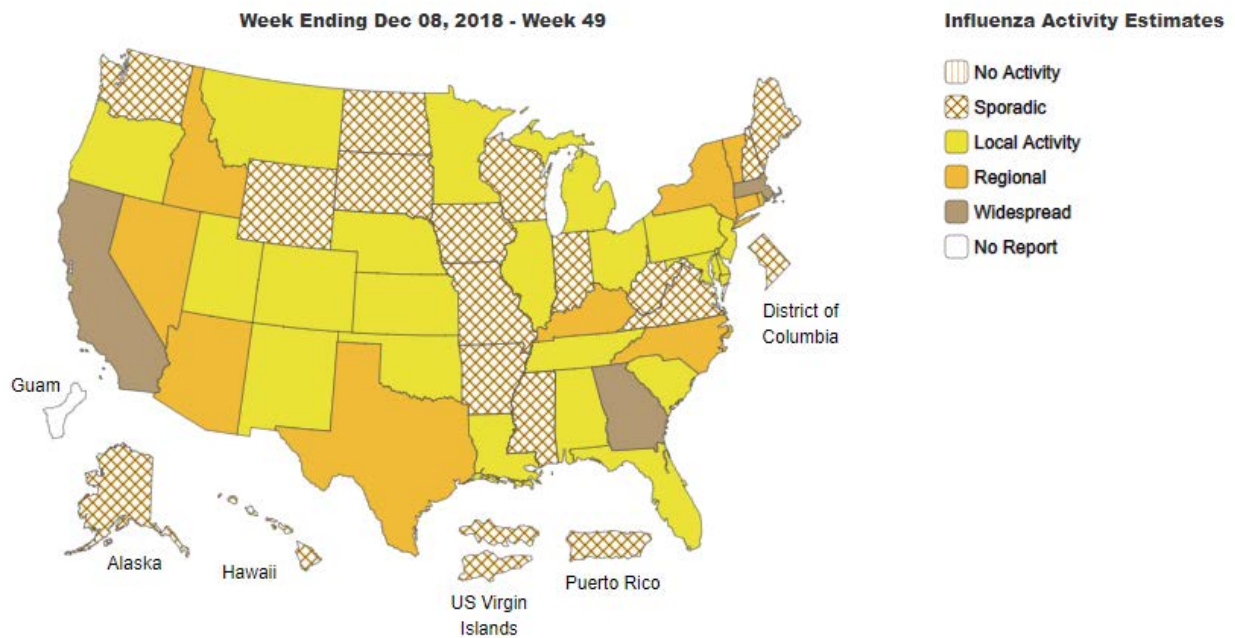 Week Ending Dec 08, 2018 - Week 49
Influenza Activity Estimates
No Activity
Sporadic
Local Activity
Regional
Widespread
No Report
District of
Columbia
Guam
Alaska
Hawaii
US Virgin
Islands
Puerto Rico